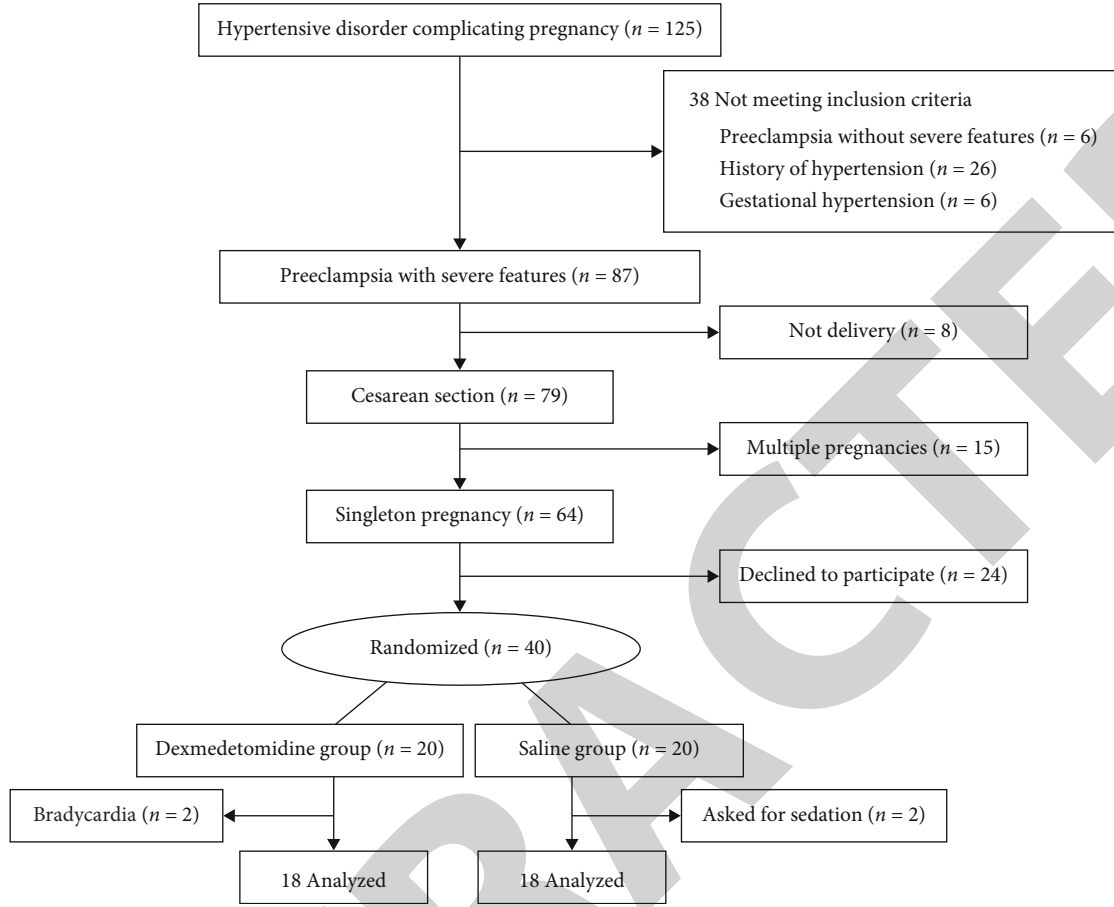 Hypertensive disorder complicating pregnancy (n = 125)
38 Not meeting inclusion criteria
Preeclampsia without severe features (n = 6)
History of hypertension (n = 26)
Gestational hypertension (n = 6)
Preeclampsia with severe features (n = 87)
Not delivery (n = 8)
Cesarean section (n = 79)
Multiple pregnancies (n = 15)
Singleton pregnancy (n = 64)
Declined to participate (n = 24)
Randomized (n = 40)
Dexmedetomidine group (n = 20)
Saline group (n = 20)
Bradycardia (n = 2)
Asked for sedation (n = 2)
18 Analyzed
18 Analyzed
RACTE